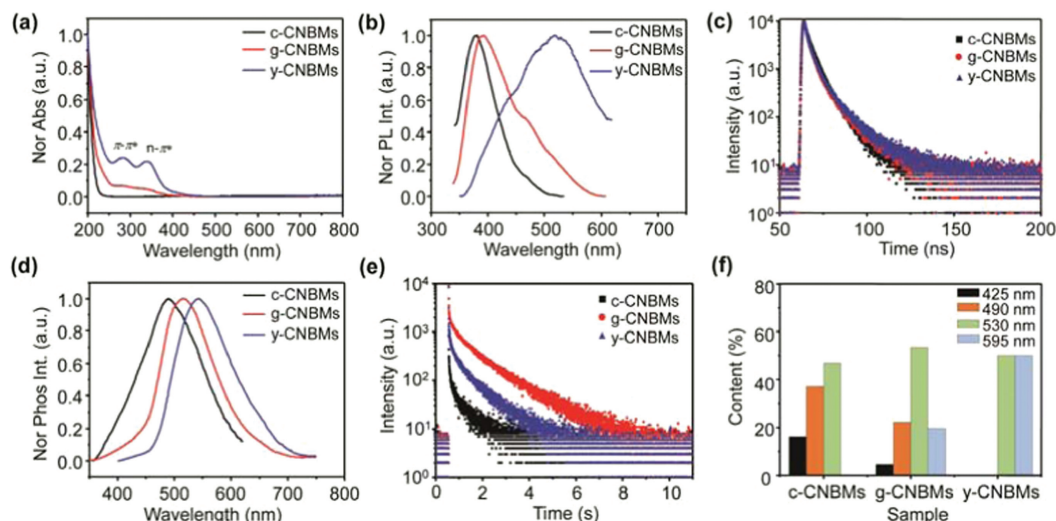 (a)
Nor Abs (a.u.)
1.0
0.8
0.6
0.4
0.2
0.0
c-CNBMs
g-CNBMs
y-CNBMs
π-π*
n-π*
200 300 400 500 600 700 800
Wavelength (nm)
(b)
Nor PL Int. (a.u.)
1.0
0.8
0.6
0.4
0.2
0.0
c-CNBMs
g-CNBMs
y-CNBMs
300 400 500 600 700
Wavelength (nm)
(c)
Intensity (a.u.)
10⁴
10³
10²
10¹
10⁰
c-CNBMs
g-CNBMs
y-CNBMs
50 100 150 200
Time (ns)
(d)
Nor Phos Int. (a.u.)
1.0
0.8
0.6
0.4
0.2
0.0
c-CNBMs
g-CNBMs
y-CNBMs
400 500 600 700 800
Wavelength (nm)
(e)
Intensity (a.u.)
10⁴
10³
10²
10¹
10⁰
c-CNBMs
g-CNBMs
y-CNBMs
0 2 4 6 8 10
Time (s)
(f)
Content (%)
80
60
40
20
0
425 nm
490 nm
530 nm
595 nm
c-CNBMs g-CNBMs y-CNBMs
Sample